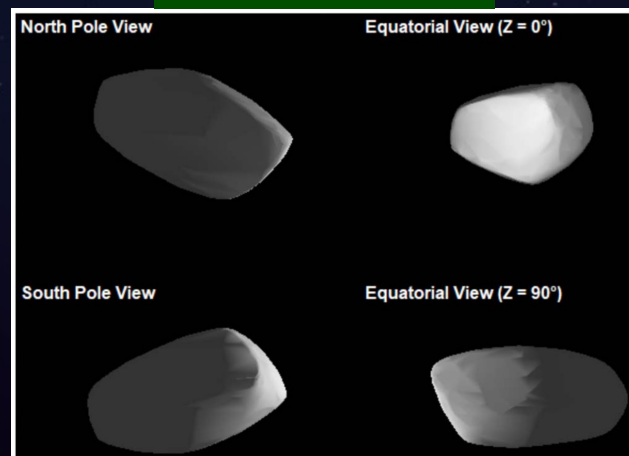 North Pole View
Equatorial View (Z = 0°)
South Pole View
Equatorial View (Z = 90°)